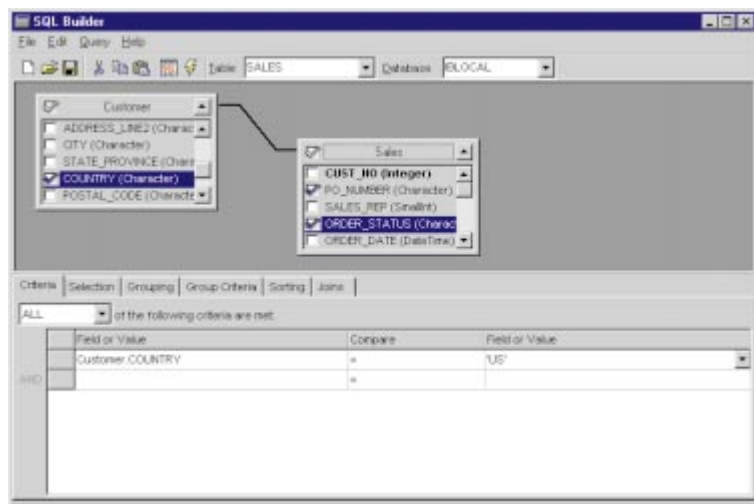 SQL Builder
File Edit Query Help
Table SALES Database IBLOCAL
Customer
ADDRESS_LINE2 (Charac
CITY (Character)
STATE_PROVINCE (Chara
COUNTRY (Character)
POSTAL_CODE (Characte
Sales
CUST_NO (Integer)
PO_NUMBER (Character)
SALES_REP (SmallInt)
ORDER_STATUS (Charac
ORDER_DATE (DateTime)
Criteria Selection Grouping Group Criteria Sorting Joins
ALL of the following criteria are met
Field or Value Compare Field or Value
Customer.COUNTRY = 'US'
AND =